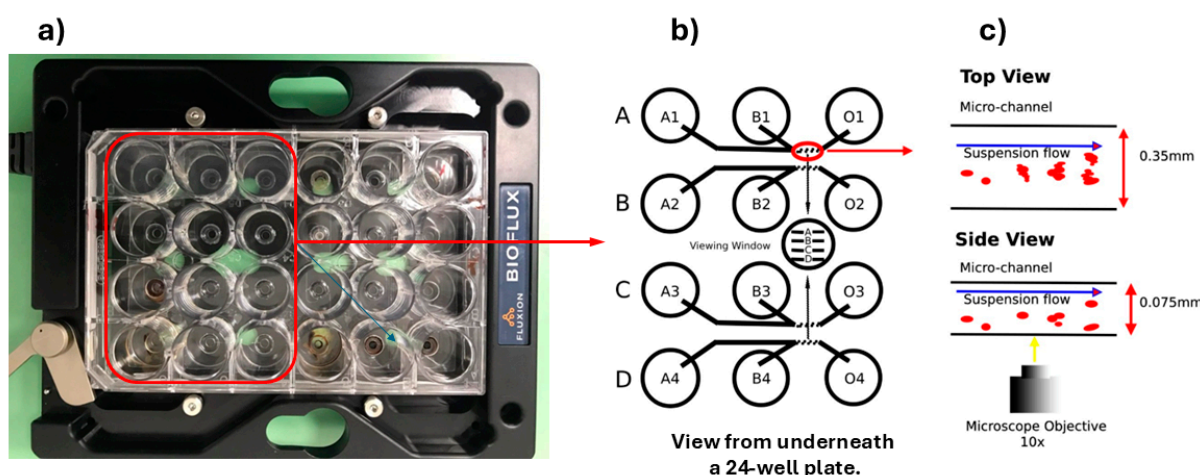 a)
BIOFLUX
FLUXION
b)
A
A1
B1
O1
B
A2
B2
O2
Viewing Window
A
B
C
D
C
A3
B3
O3
D
A4
B4
O4
View from underneath
a 24-well plate.
c)
Top View
Micro-channel
Suspension flow
0.35mm
Side View
Micro-channel
Suspension flow
0.075mm
Microscope Objective
10x